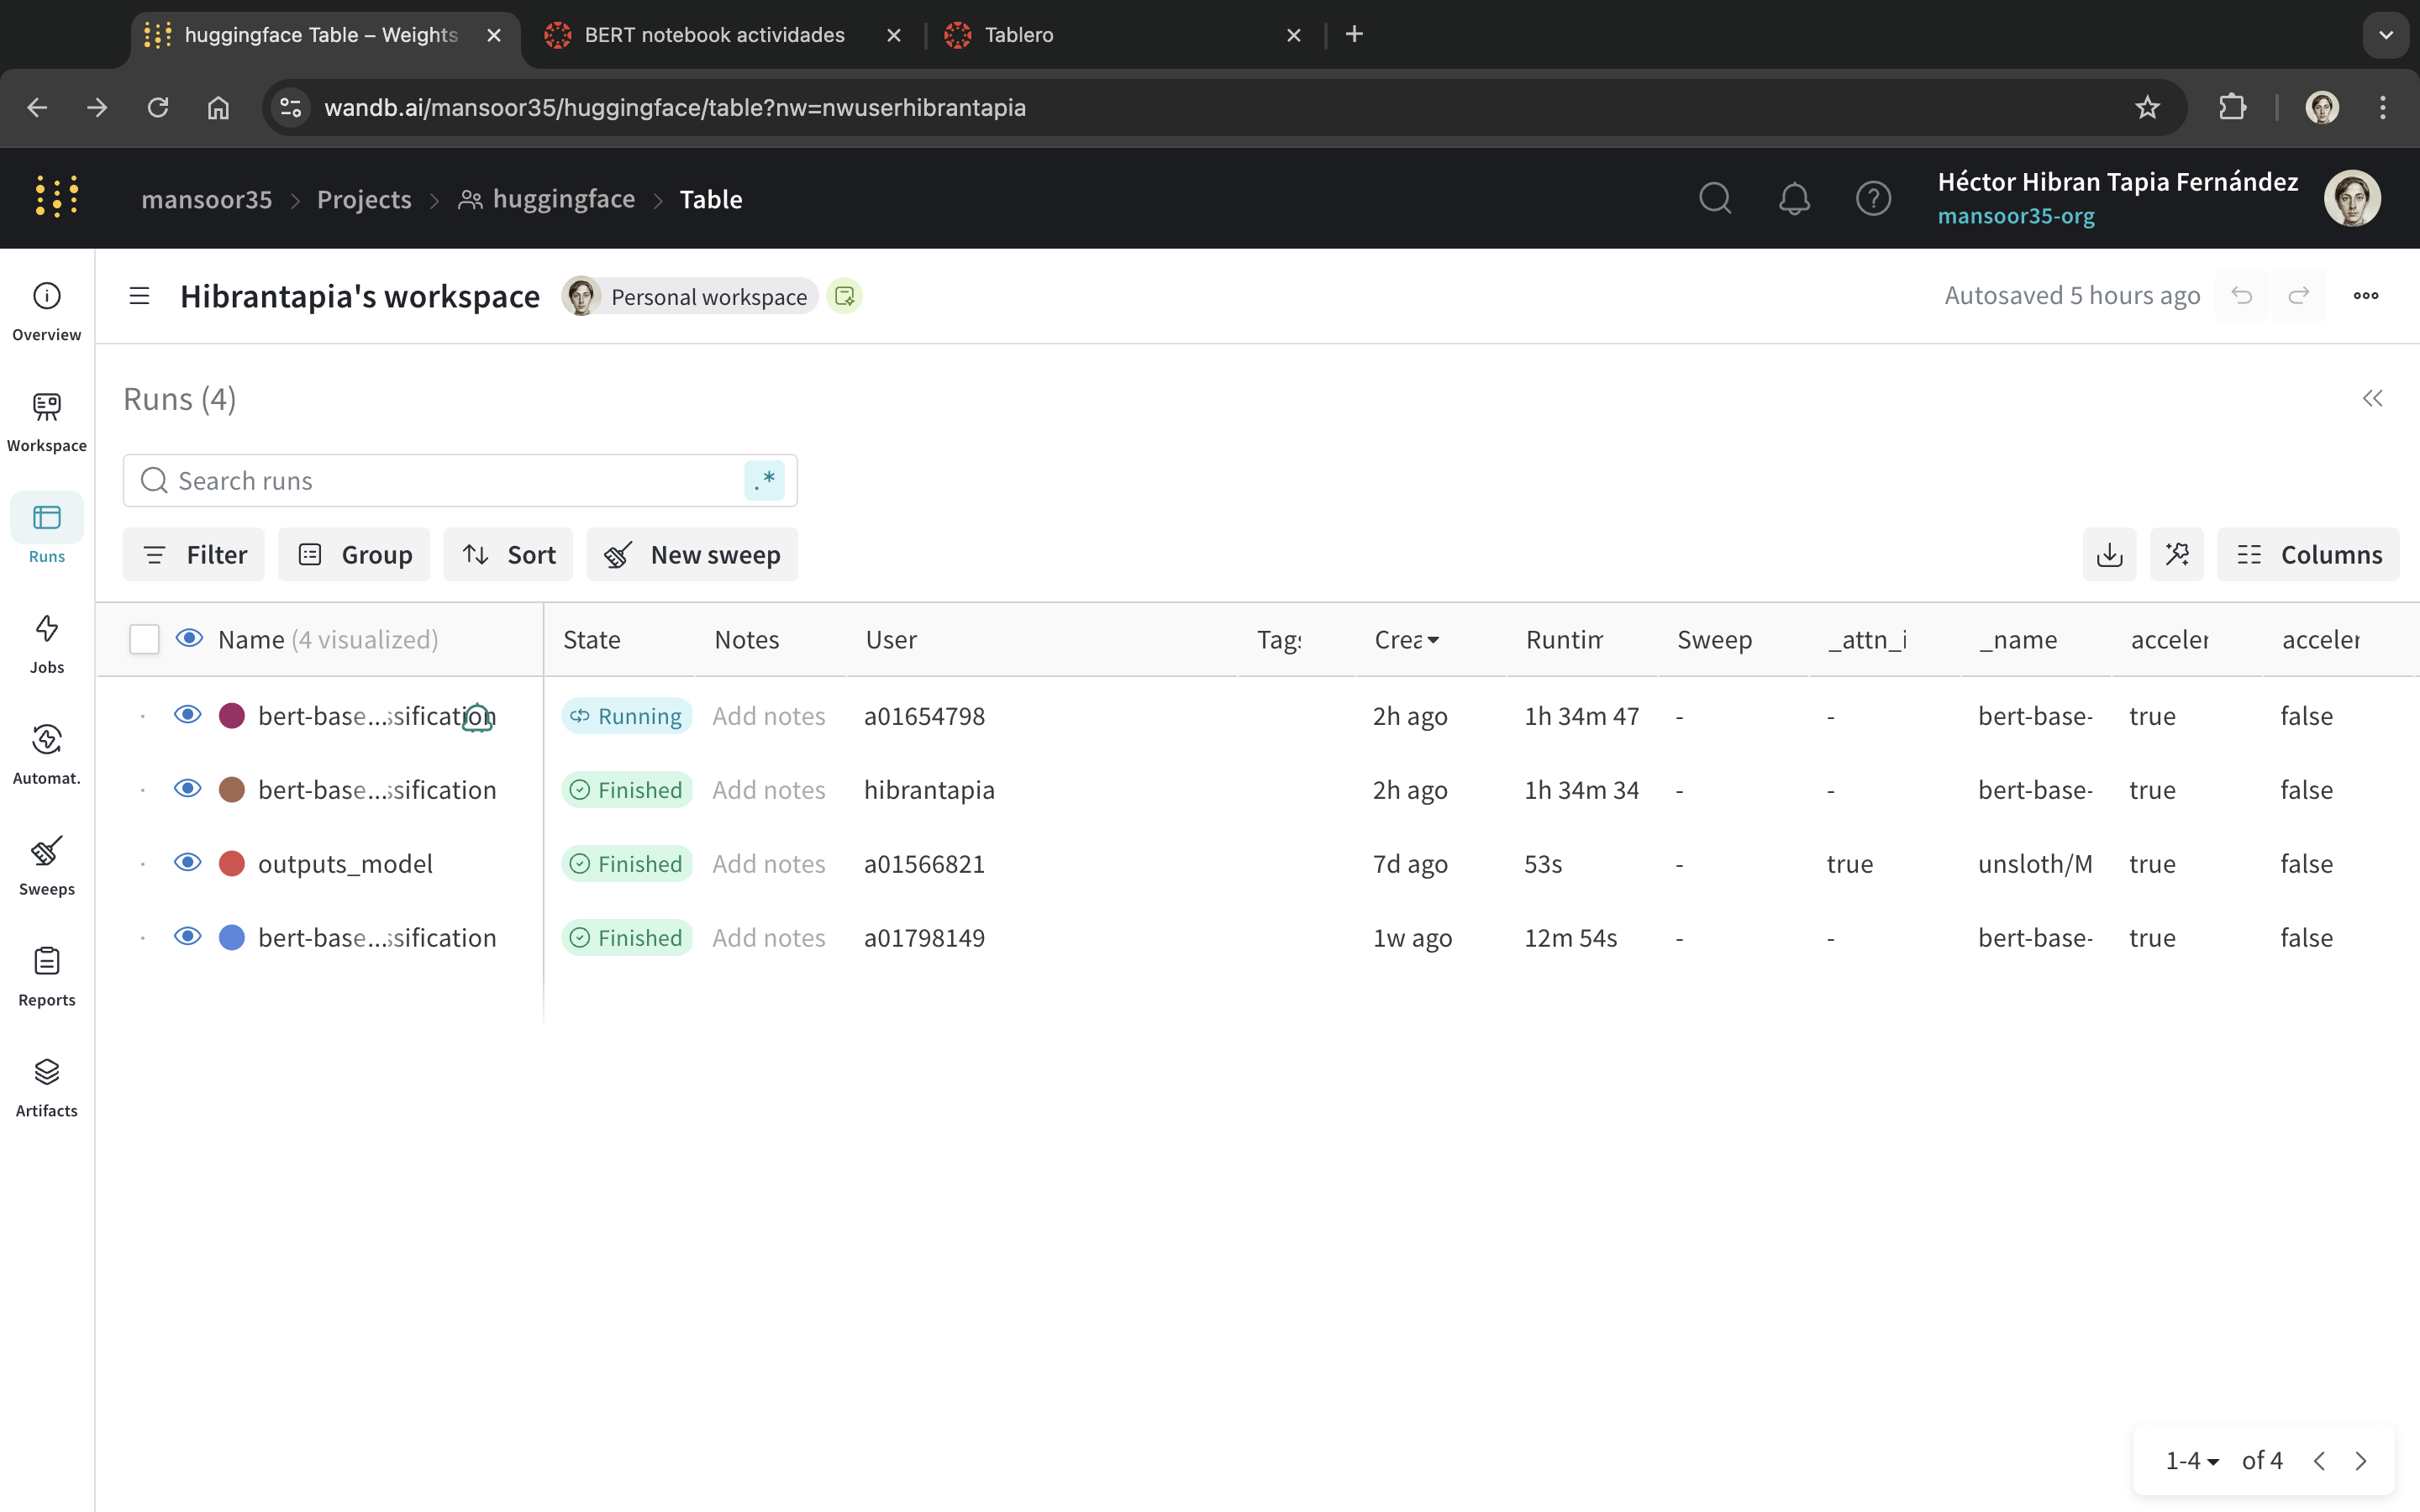 huggingface Table – Weights
BERT notebook actividades
Tablero
wandb.ai/mansoor35/huggingface/table?nw=nwuserhibrantapia
mansoor35 > Projects > huggingface > Table
Héctor Hibran Tapia Fernández
mansoor35-org
Hibrantapia's workspace Personal workspace Autosaved 5 hours ago
Overview
Workspace
Runs
Jobs
Automat.
Sweeps
Reports
Artifacts
Runs (4)
Search runs .*
Filter Group Sort New sweep Columns
Name (4 visualized) State Notes User Tags Crea Runtim Sweep _attn_i _name acceler acceler
bert-base...ssification Running Add notes a01654798 2h ago 1h 34m 47 - - bert-base- true false
bert-base...ssification Finished Add notes hibrantapia 2h ago 1h 34m 34 - - bert-base- true false
outputs_model Finished Add notes a01566821 7d ago 53s - true unsloth/M true false
bert-base...ssification Finished Add notes a01798149 1w ago 12m 54s - - bert-base- true false
1-4 of 4